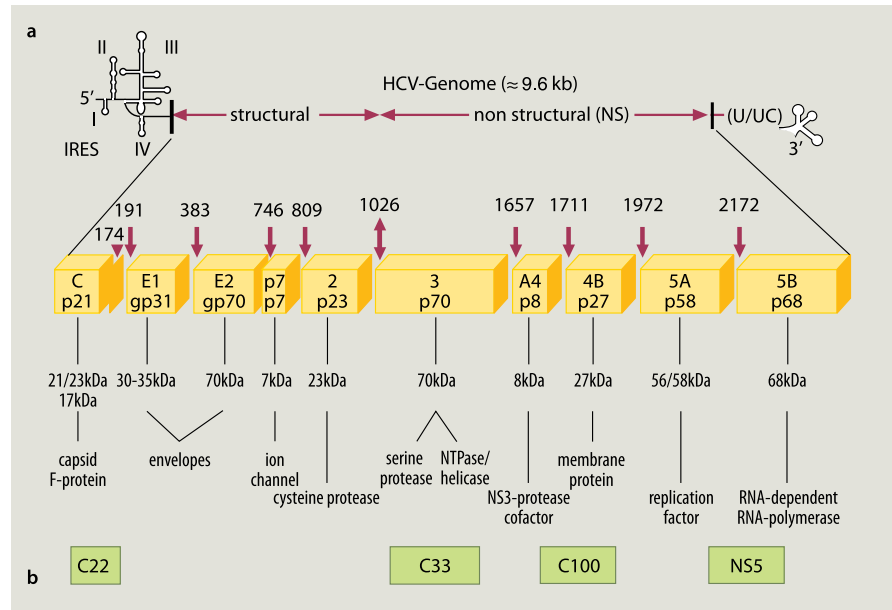 a
II
III
HCV-Genome (≈ 9.6 kb)
5′
I
structural
non structural (NS)
(U/UC)
IRES
IV
3′
174
191
383
746
809
1026
1657
1711
1972
2172
C
p21
E1
gp31
E2
gp70
p7
p7
2
p23
3
p70
A4
p8
4B
p27
5A
p58
5B
p68
21/23kDa
17kDa
30-35kDa
70kDa
7kDa
23kDa
70kDa
8kDa
27kDa
56/58kDa
68kDa
capsid
F-protein
envelopes
ion
channel
cysteine protease
serine
protease
NTPase/
helicase
NS3-protease
cofactor
membrane
protein
replication
factor
RNA-dependent
RNA-polymerase
b
C22
C33
C100
NS5